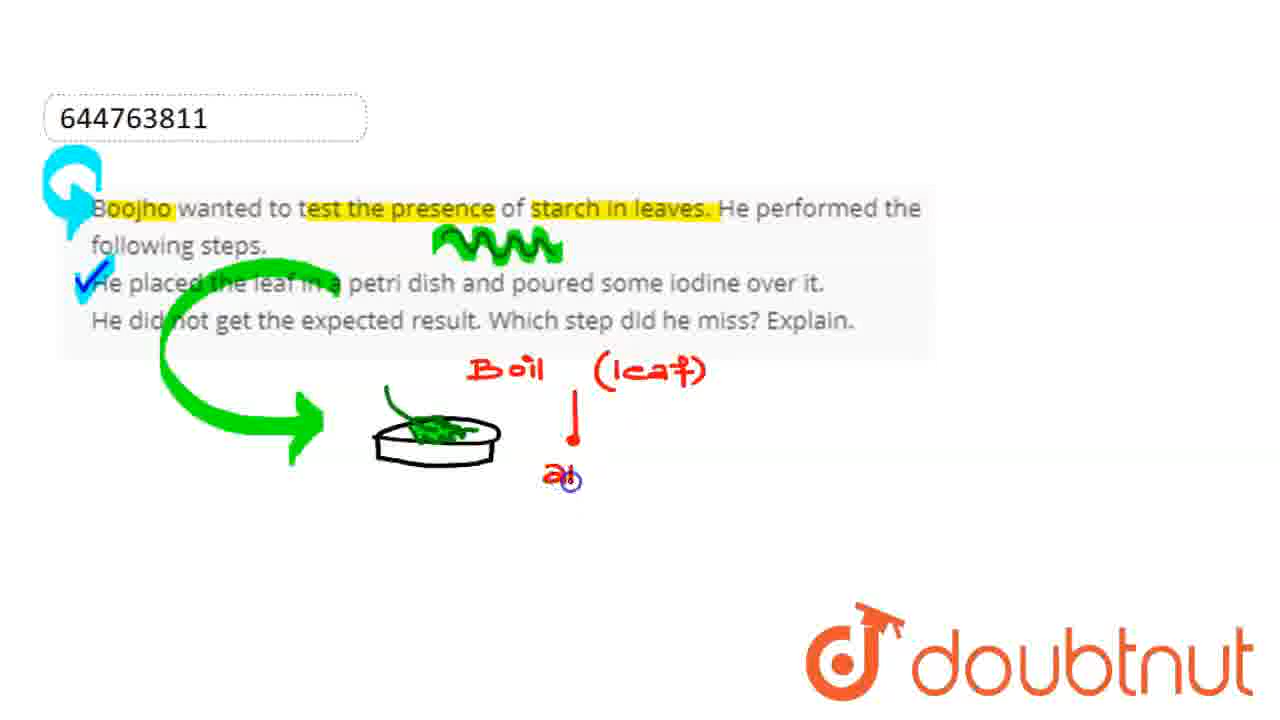 644763811
Boojho wanted to test the presence of starch in leaves. He performed the
following steps.
He placed the leaf in a petri dish and poured some iodine over it.
He did not get the expected result. Which step did he miss? Explain.
Boil (leaf)
doubtnut